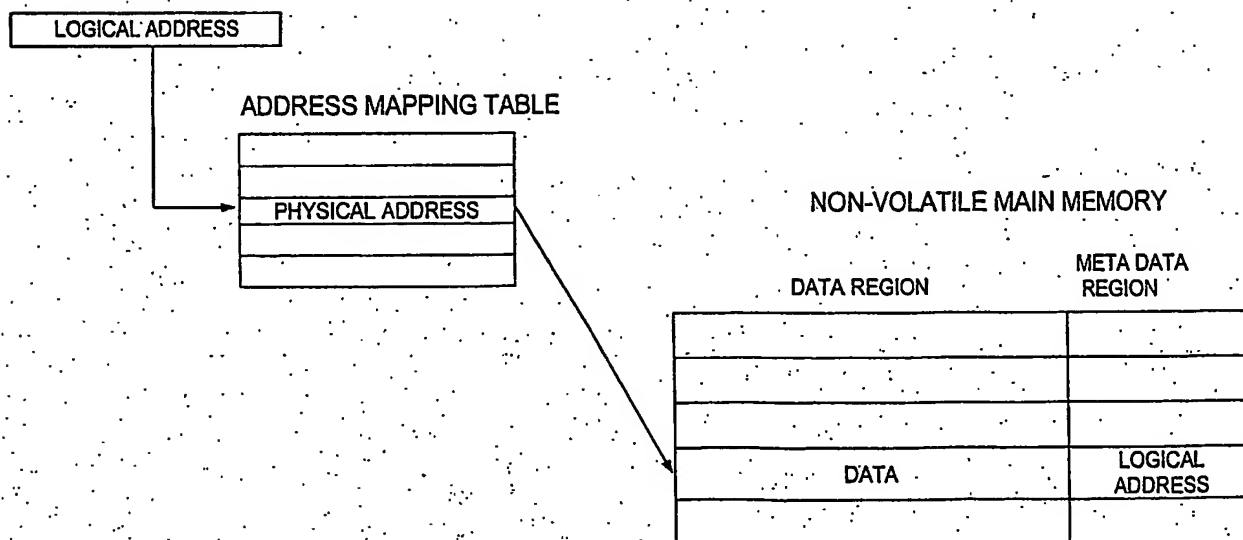 LOGICAL ADDRESS
ADDRESS MAPPING TABLE
PHYSICAL ADDRESS
NON-VOLATILE MAIN MEMORY
DATA REGION
META DATA
REGION
DATA
LOGICAL
ADDRESS